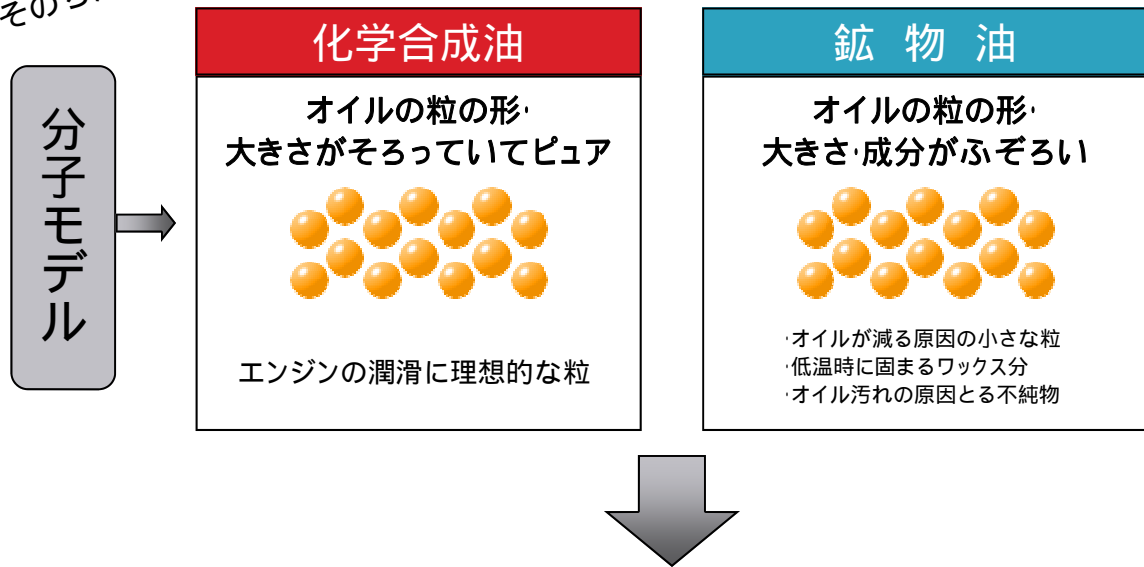 そのち
化学合成油
鉱 物 油
分子モデル
オイルの粒の形・
大きさがそろっていてピュア
エンジンの潤滑に理想的な粒
オイルの粒の形・
大きさ・成分がふぞろい
・オイルが減る原因の小さな粒
・低温時に固まるワックス分
・オイル汚れの原因とる不純物